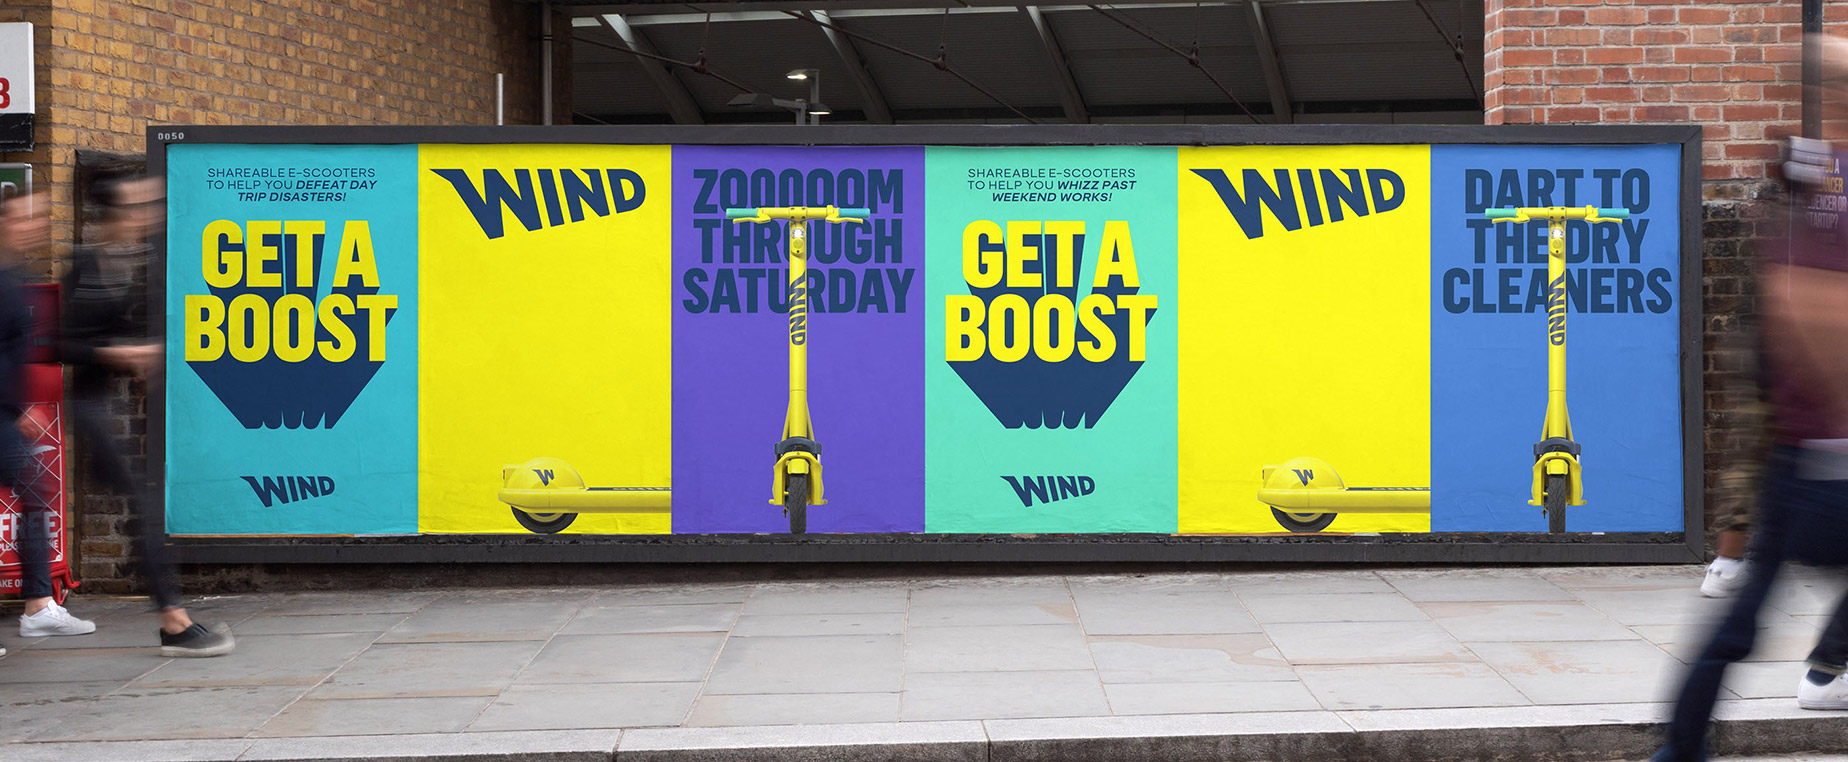 0050
SHAREABLE E-SCOOTERS
TO HELP YOU DEFEAT DAY
TRIP DISASTERS!
GET A
BOOST
WIND
WIND
W
ZOOOOOM
THROUGH
SATURDAY
WIND
SHAREABLE E-SCOOTERS
TO HELP YOU WHIZZ PAST
WEEKEND WORKS!
GET A
BOOST
WIND
WIND
W
DART TO
THE DRY
CLEANERS
WIND
FREE